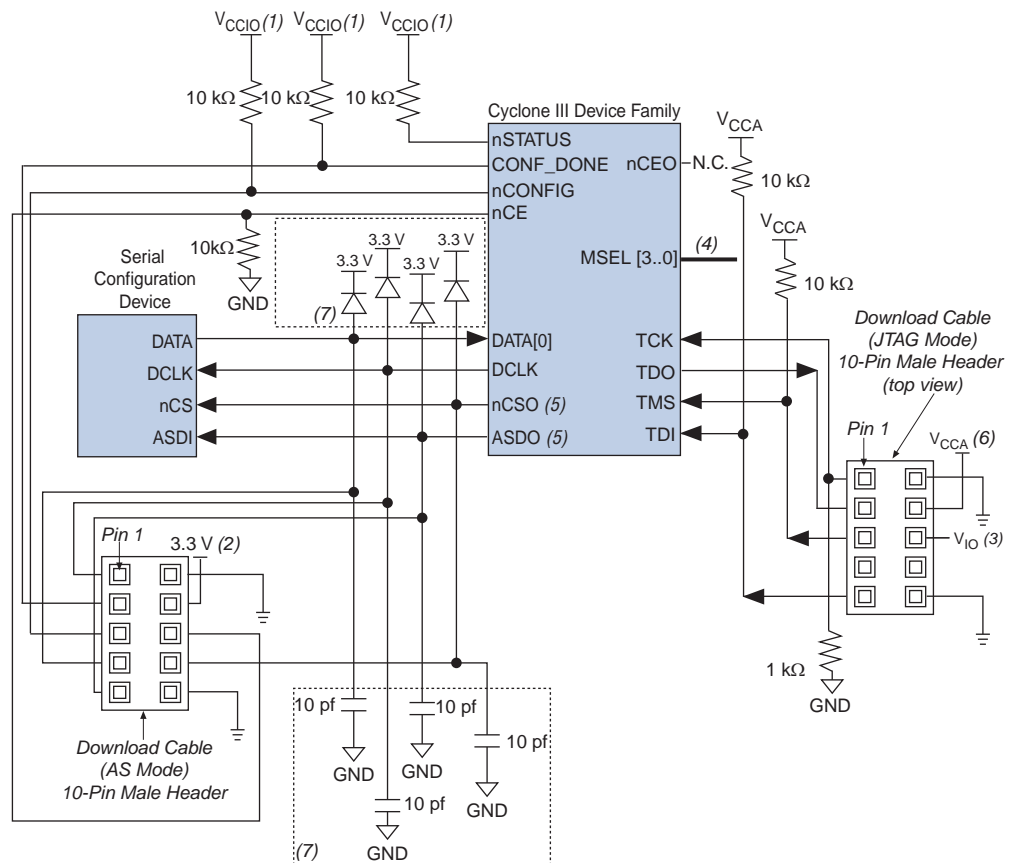 VCCIO (1) VCCIO (1) VCCIO (1)
10 kΩ 10 kΩ 10 kΩ
Cyclone III Device Family
nSTATUS
CONF_DONE
nCONFIG
nCE
nCEO
N.C.
MSEL [3..0]
(4)
VCCA
10 kΩ
VCCA
10 kΩ
10kΩ
GND
3.3 V
3.3 V
3.3 V
3.3 V
(7)
Serial
Configuration
Device
DATA
DCLK
nCS
ASDI
DATA[0]
DCLK
nCSO (5)
ASDO (5)
TCK
TDO
TMS
TDI
Download Cable
(JTAG Mode)
10-Pin Male Header
(top view)
Pin 1
VCCA (6)
VIO (3)
1 kΩ
GND
Pin 1
3.3 V (2)
Download Cable
(AS Mode)
10-Pin Male Header
10 pf
GND
10 pf
GND
10 pf
GND
10 pf
GND
(7)